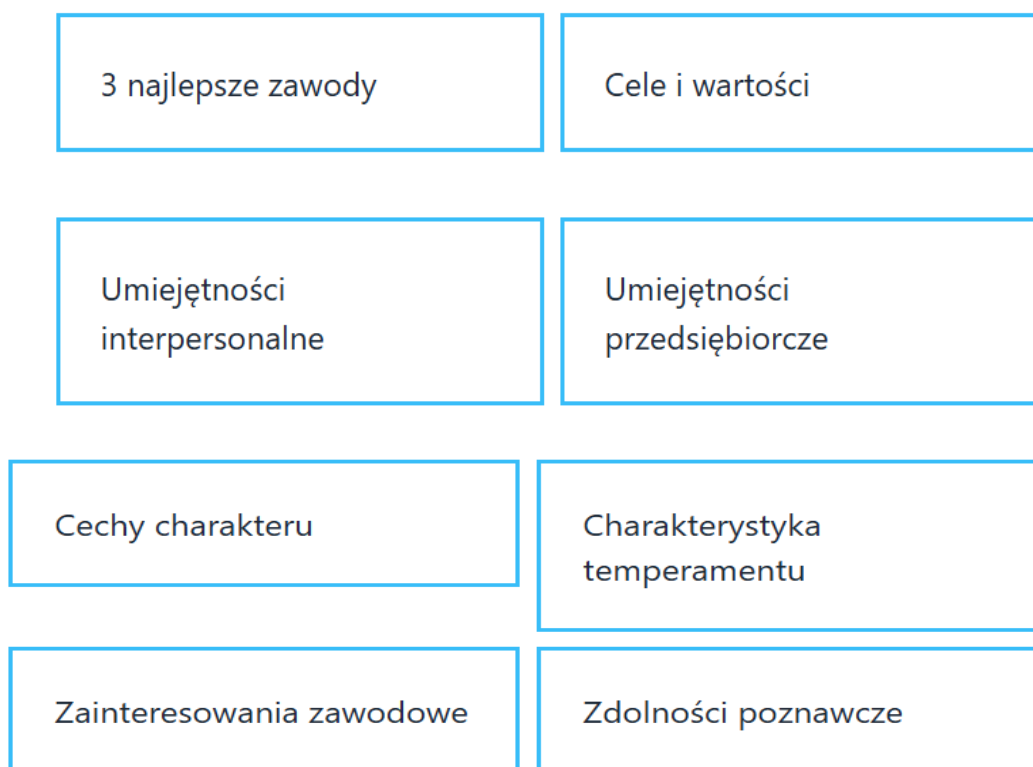 3 najlepsze zawody
Cele i wartości
Umiejętności
interpersonalne
Umiejętności
przedsiębiorcze
Cechy charakteru
Charakterystyka
temperamentu
Zainteresowania zawodowe
Zdolności poznawcze